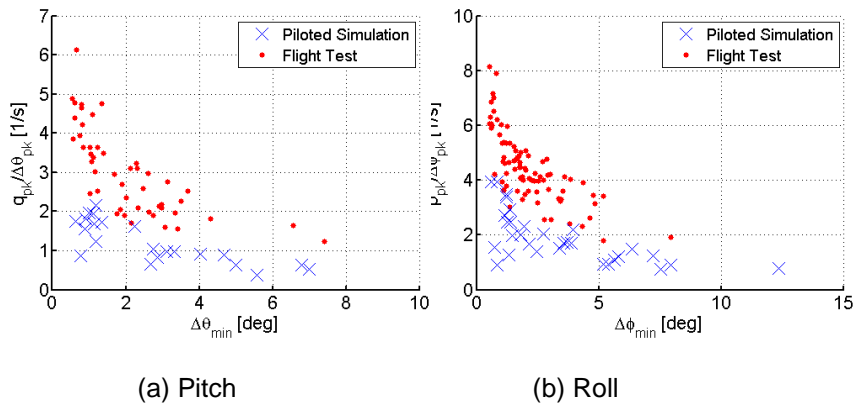 7
6
5
4
3
2
1
0
0 2 4 6 8 10
q_pk/Δθ_pk [1/s]
Δθ_min [deg]
Piloted Simulation
Flight Test
10
8
6
4
2
0
0 5 10 15
Δϕ_pk
Δϕ_min [deg]
Piloted Simulation
Flight Test
(a) Pitch
(b) Roll